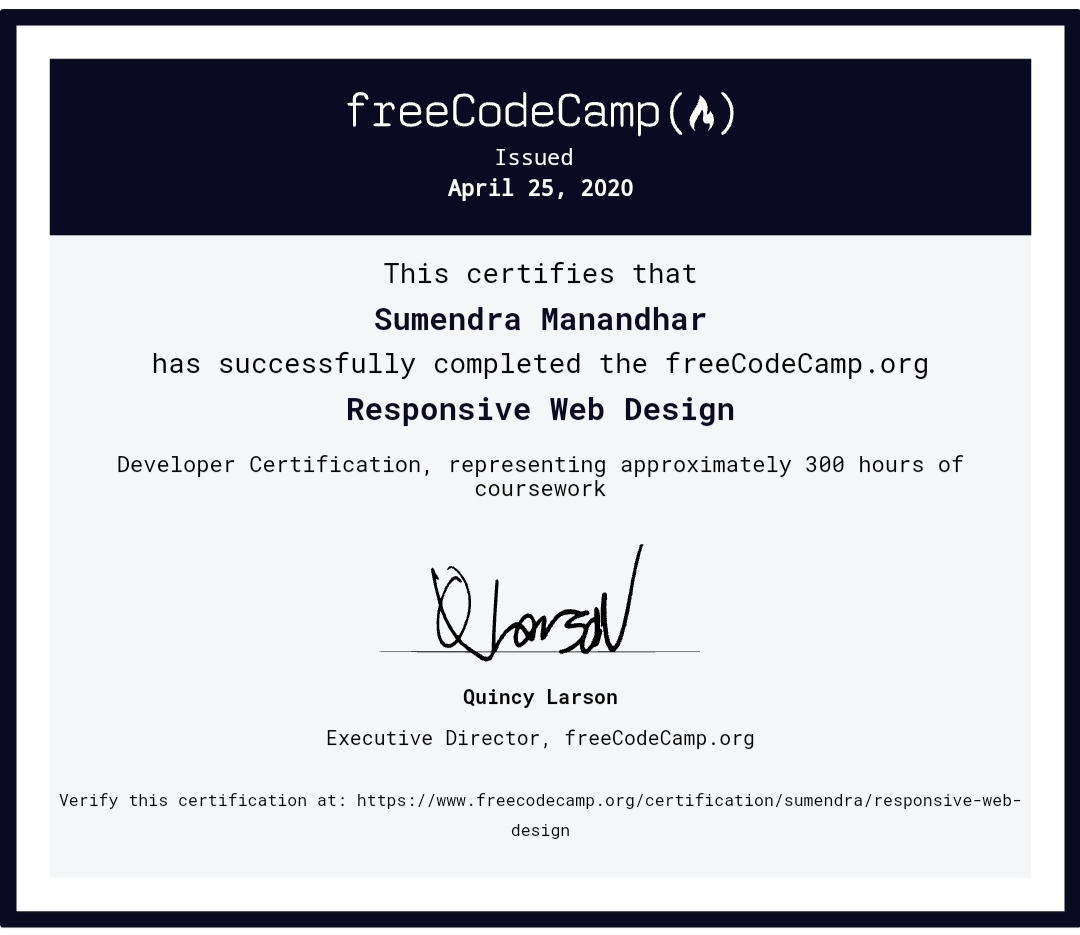 freeCodeCamp(🔥)
Issued
April 25, 2020
This certifies that
Sumendra Manandhar
has successfully completed the freeCodeCamp.org
Responsive Web Design
Developer Certification, representing approximately 300 hours of
coursework
Q Larson
Quincy Larson
Executive Director, freeCodeCamp.org
Verify this certification at: https://www.freecodecamp.org/certification/sumendra/responsive-web-
design